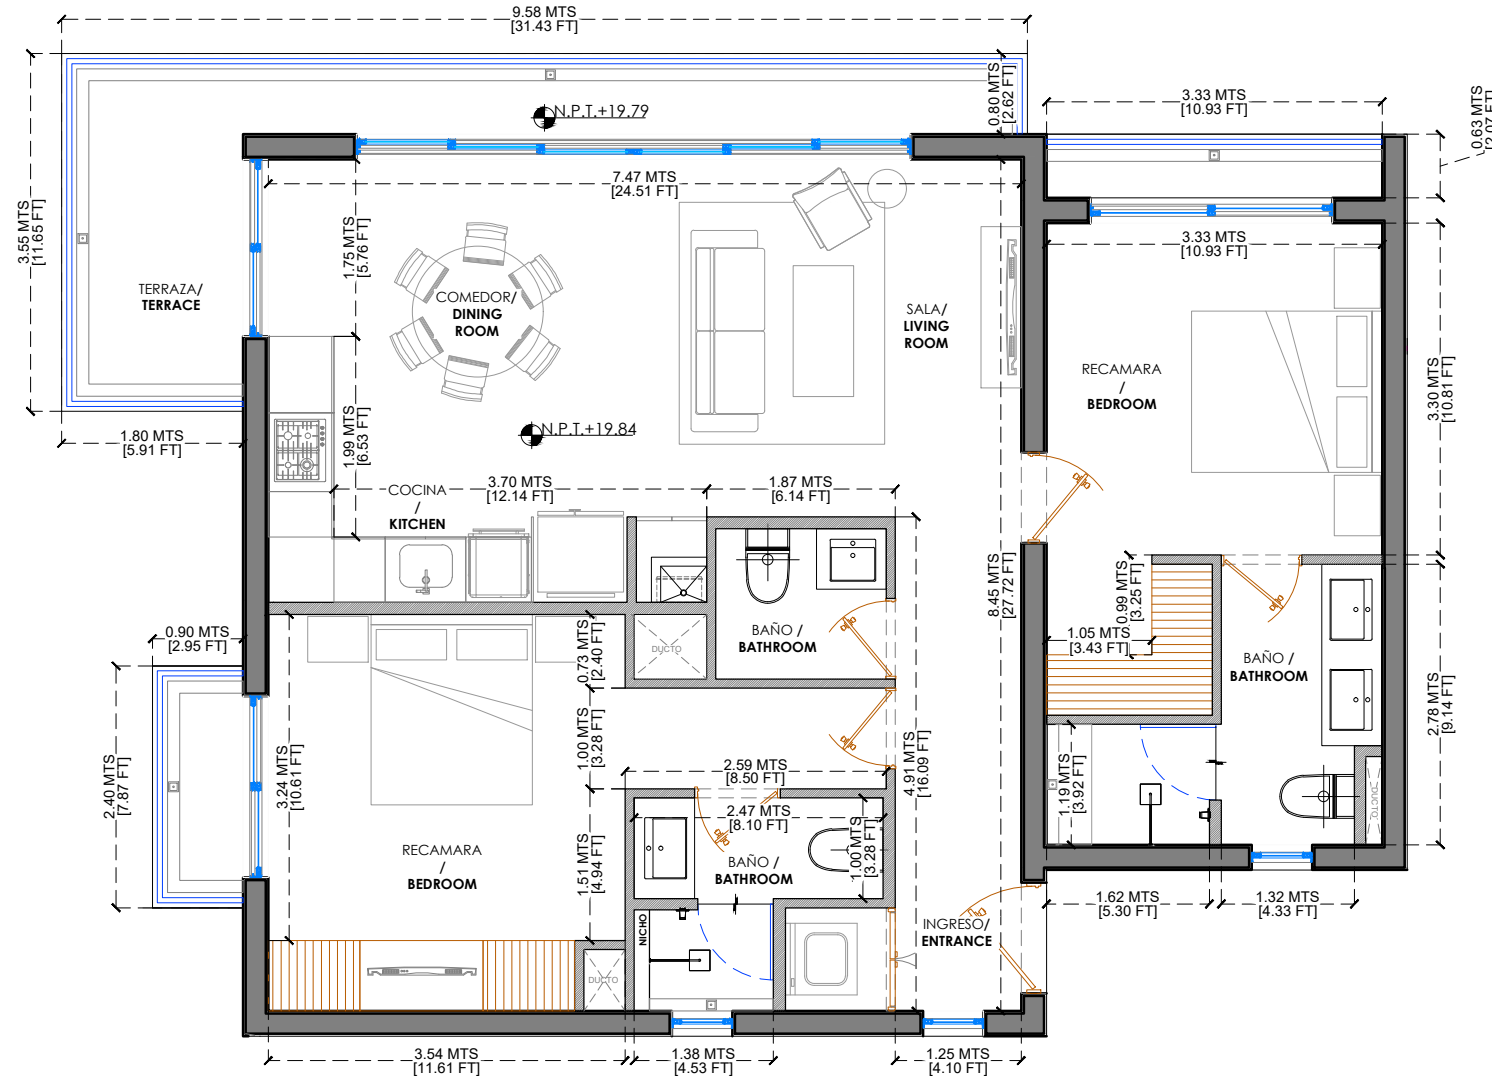 9.58 MTS
[31.43 FT]
0.80 MTS
[2.62 FT]
3.33 MTS
[10.93 FT]
0.63 MTS
[2.07 FT]
N.P.T.+19.79
7.47 MTS
[24.51 FT]
3.55 MTS
[11.65 FT]
1.75 MTS
[5.76 FT]
3.33 MTS
[10.93 FT]
TERRAZA/
TERRACE
COMEDOR/
DINING
ROOM
SALA/
LIVING
ROOM
RECAMARA
/
BEDROOM
3.30 MTS
[10.81 FT]
1.80 MTS
[5.91 FT]
1.99 MTS
[6.53 FT]
N.P.T.+19.84
COCINA
/
KITCHEN
3.70 MTS
[12.14 FT]
1.87 MTS
[6.14 FT]
8.45 MTS
[27.72 FT]
0.99 MTS
[3.25 FT]
1.05 MTS
[3.43 FT]
0.90 MTS
[2.95 FT]
0.73 MTS
[2.40 FT]
DUCTO
BAÑO /
BATHROOM
BAÑO /
BATHROOM
2.78 MTS
[9.14 FT]
2.40 MTS
[7.87 FT]
3.24 MTS
[10.61 FT]
1.00 MTS
[3.28 FT]
2.59 MTS
[8.50 FT]
4.91 MTS
[16.09 FT]
1.19 MTS
[3.92 FT]
DUCTO
2.47 MTS
[8.10 FT]
1.00 MTS
[3.28 FT]
RECAMARA
/
BEDROOM
1.51 MTS
[4.94 FT]
BAÑO /
BATHROOM
1.62 MTS
[5.30 FT]
1.32 MTS
[4.33 FT]
NICHO
INGRESO/
ENTRANCE
DUCTO
3.54 MTS
[11.61 FT]
1.38 MTS
[4.53 FT]
1.25 MTS
[4.10 FT]